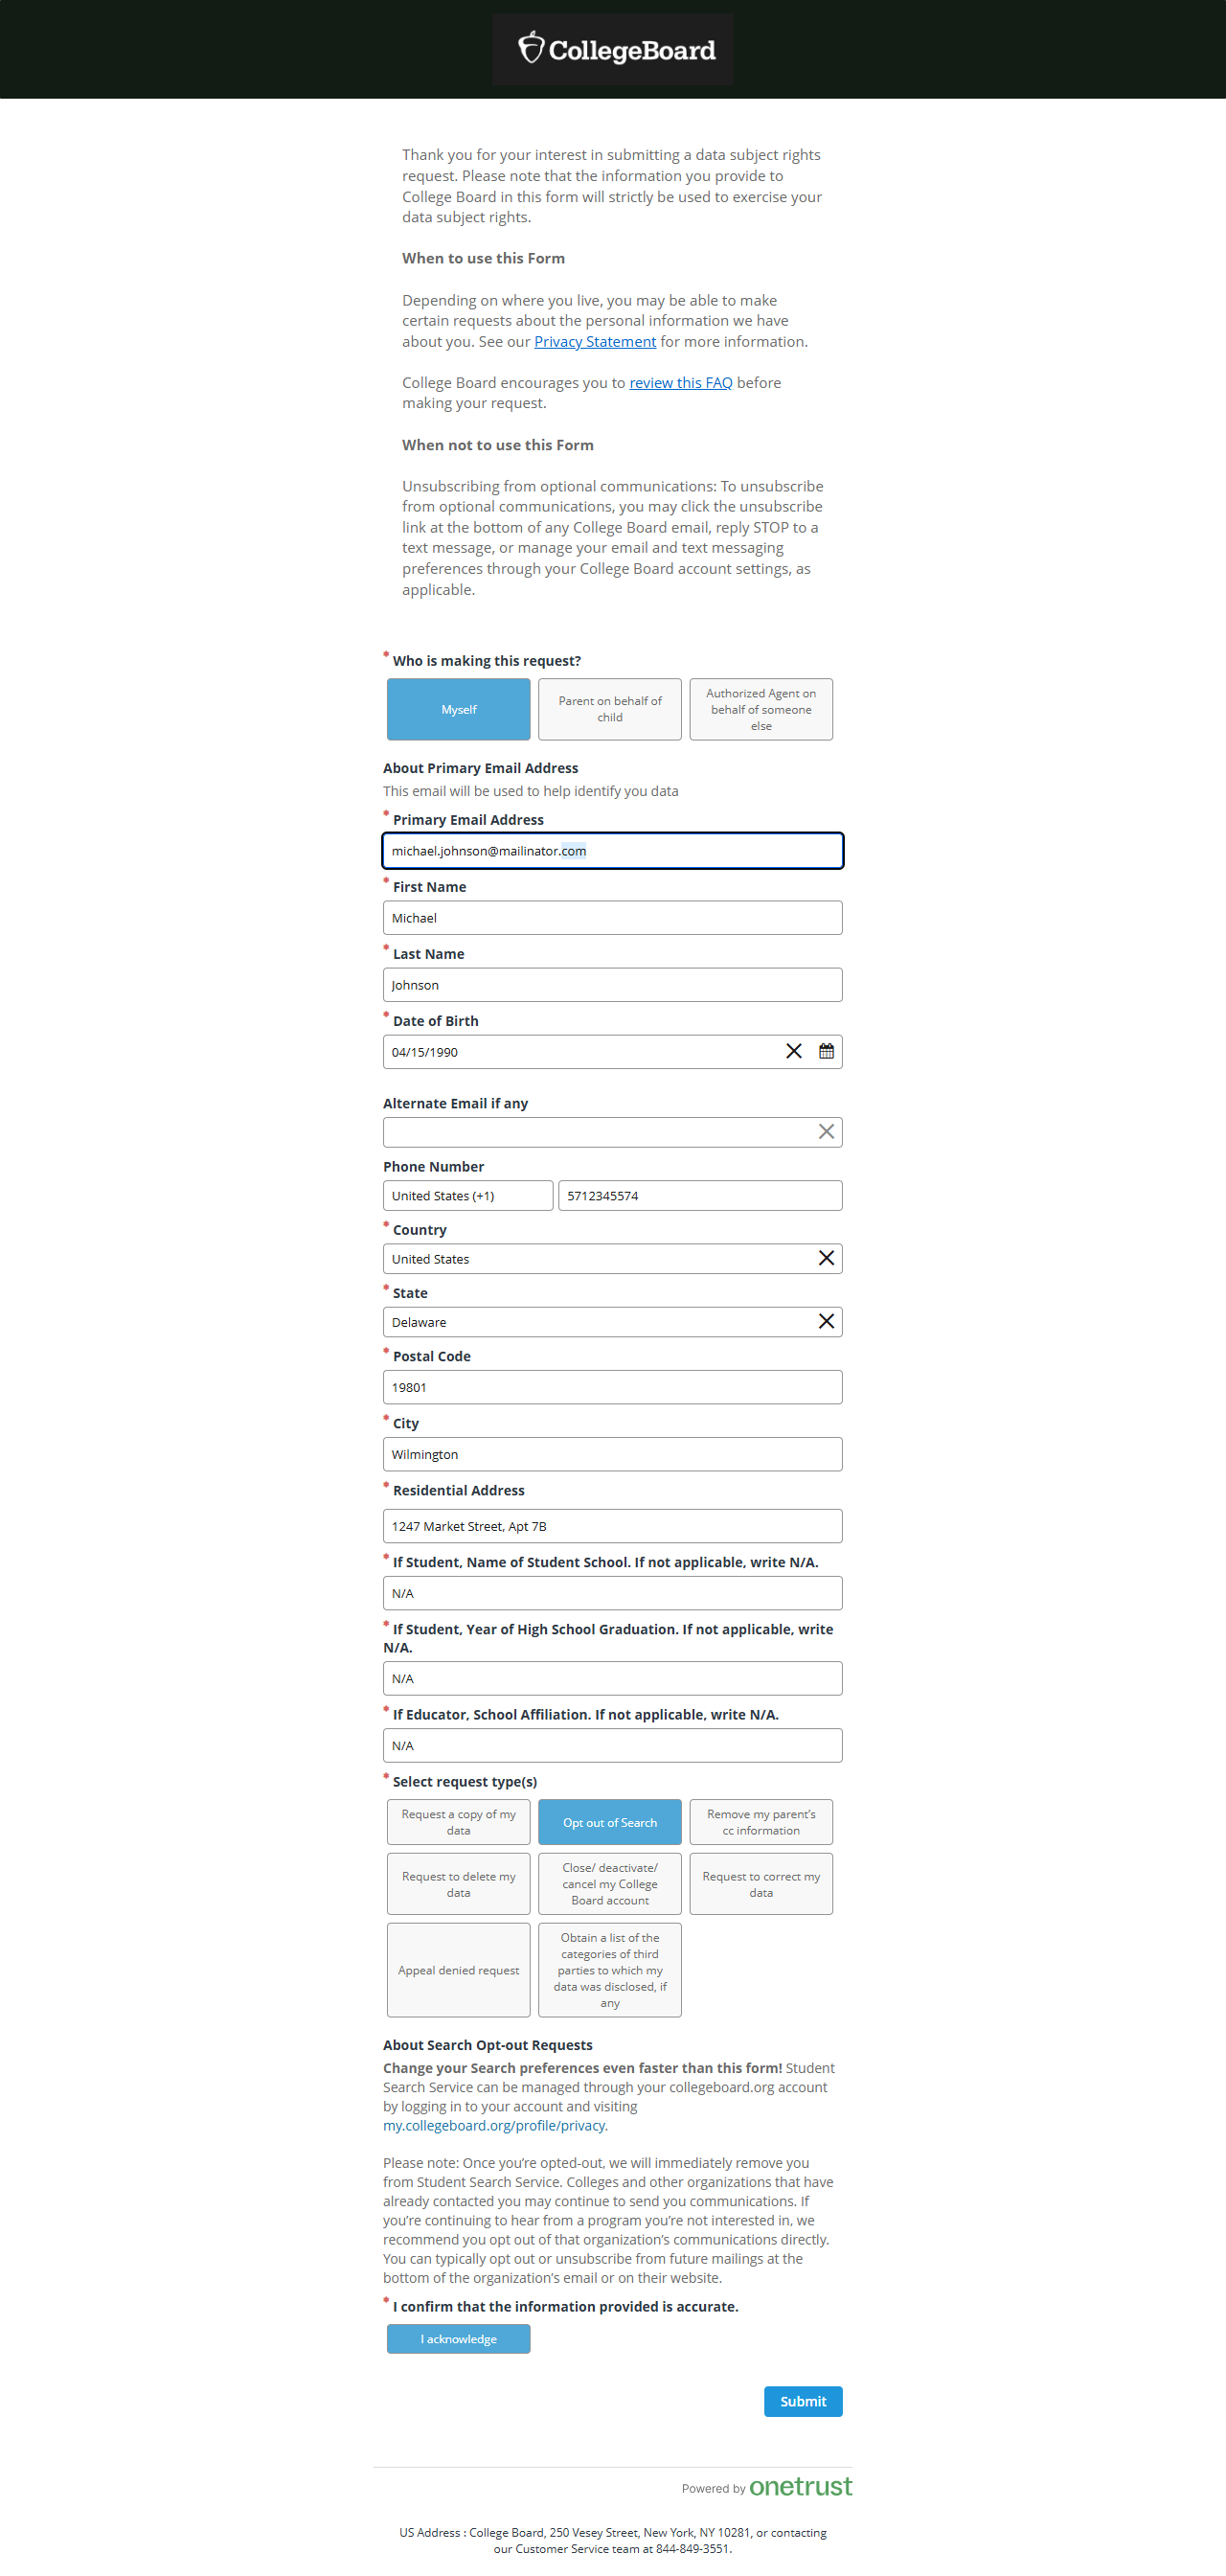 CollegeBoard
Thank you for your interest in submitting a data subject rights
request. Please note that the information you provide to
College Board in this form will strictly be used to exercise your
data subject rights.
When to use this Form
Depending on where you live, you may be able to make
certain requests about the personal information we have
about you. See our Privacy Statement for more information.
College Board encourages you to review this FAQ before
making your request.
When not to use this Form
Unsubscribing from optional communications: To unsubscribe
from optional communications, you may click the unsubscribe
link at the bottom of any College Board email, reply STOP to a
text message, or manage your email and text messaging
preferences through your College Board account settings, as
applicable.
* Who is making this request?
Myself
Parent on behalf of
child
Authorized Agent on
behalf of someone
else
About Primary Email Address
This email will be used to help identify you data
* Primary Email Address
michael.johnson@mailinator.com
* First Name
Michael
* Last Name
Johnson
* Date of Birth
04/15/1990
Alternate Email if any
Phone Number
United States (+1) 5712345574
* Country
United States
* State
Delaware
* Postal Code
19801
* City
Wilmington
* Residential Address
1247 Market Street, Apt 7B
* If Student, Name of Student School. If not applicable, write N/A.
N/A
* If Student, Year of High School Graduation. If not applicable, write
N/A.
N/A
* If Educator, School Affiliation. If not applicable, write N/A.
N/A
* Select request type(s)
Request a copy of my
data
Opt out of Search
Remove my parent's
cc information
Request to delete my
data
Close/ deactivate/
cancel my College
Board account
Request to correct my
data
Appeal denied request
Obtain a list of the
categories of third
parties to which my
data was disclosed, if
any
About Search Opt-out Requests
Change your Search preferences even faster than this form! Student
Search Service can be managed through your collegeboard.org account
by logging in to your account and visiting
my.collegeboard.org/profile/privacy.
Please note: Once you're opted-out, we will immediately remove you
from Student Search Service. Colleges and other organizations that have
already contacted you may continue to send you communications. If
you're continuing to hear from a program you're not interested in, we
recommend you opt out of that organization's communications directly.
You can typically opt out or unsubscribe from future mailings at the
bottom of the organization's email or on their website.
* I confirm that the information provided is accurate.
I acknowledge
Submit
Powered by onetrust
US Address : College Board, 250 Vesey Street, New York, NY 10281, or contacting
our Customer Service team at 844-849-3551.